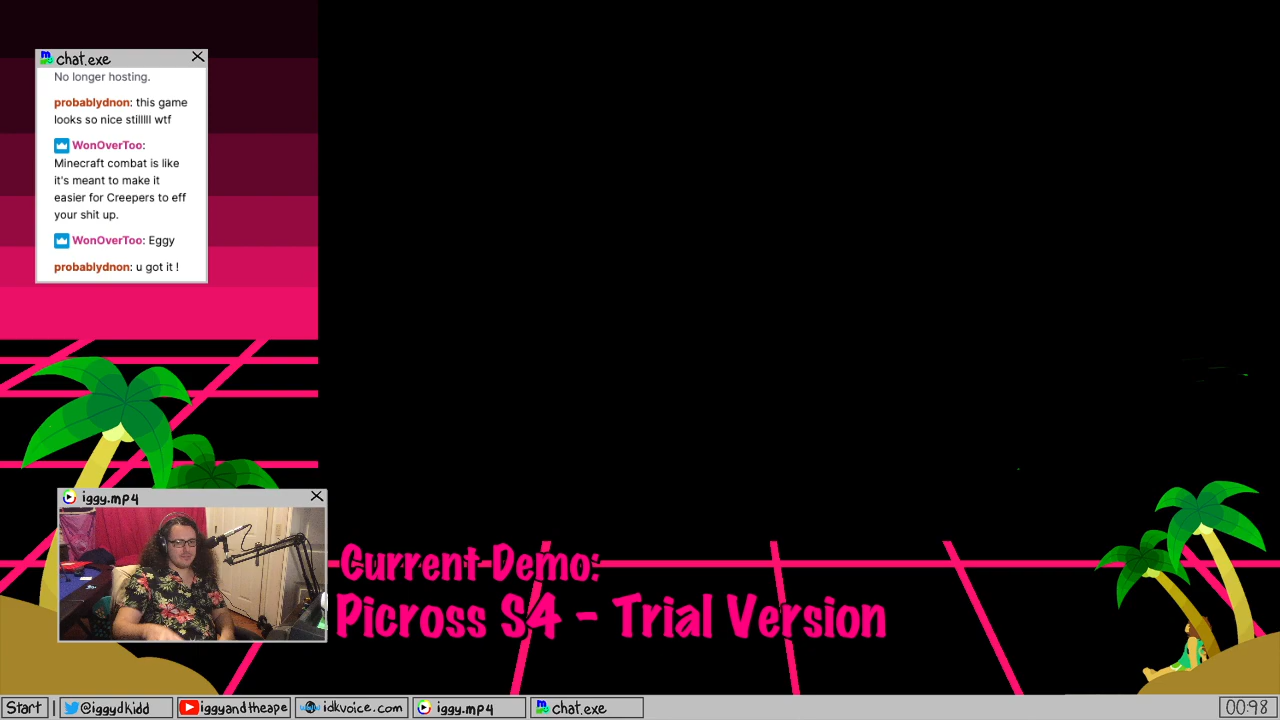 chat.exe
No longer hosting.
probablydnon: this game
looks so nice stilllll wtf
WonOverToo:
Minecraft combat is like
it's meant to make it
easier for Creepers to eff
your shit up.
WonOverToo: Eggy
probablydnon: u got it !
iggy.mp4
Current Demo:
Picross S4 - Trial Version
Start | @iggydkidd iggyandtheape idkvoice.com iggy.mp4 chat.exe 00:98